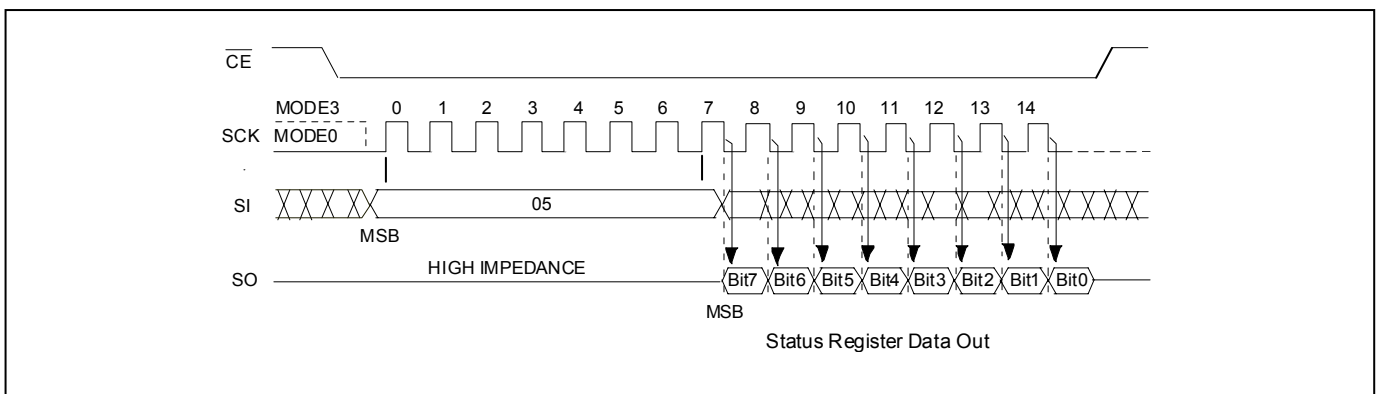 CE
MODE3 0 1 2 3 4 5 6 7 8 9 10 11 12 13 14
SCK MODE0
SI 05
MSB
HIGH IMPEDANCE
SO Bit7 Bit6 Bit5 Bit4 Bit3 Bit2 Bit1 Bit0
MSB
Status Register Data Out